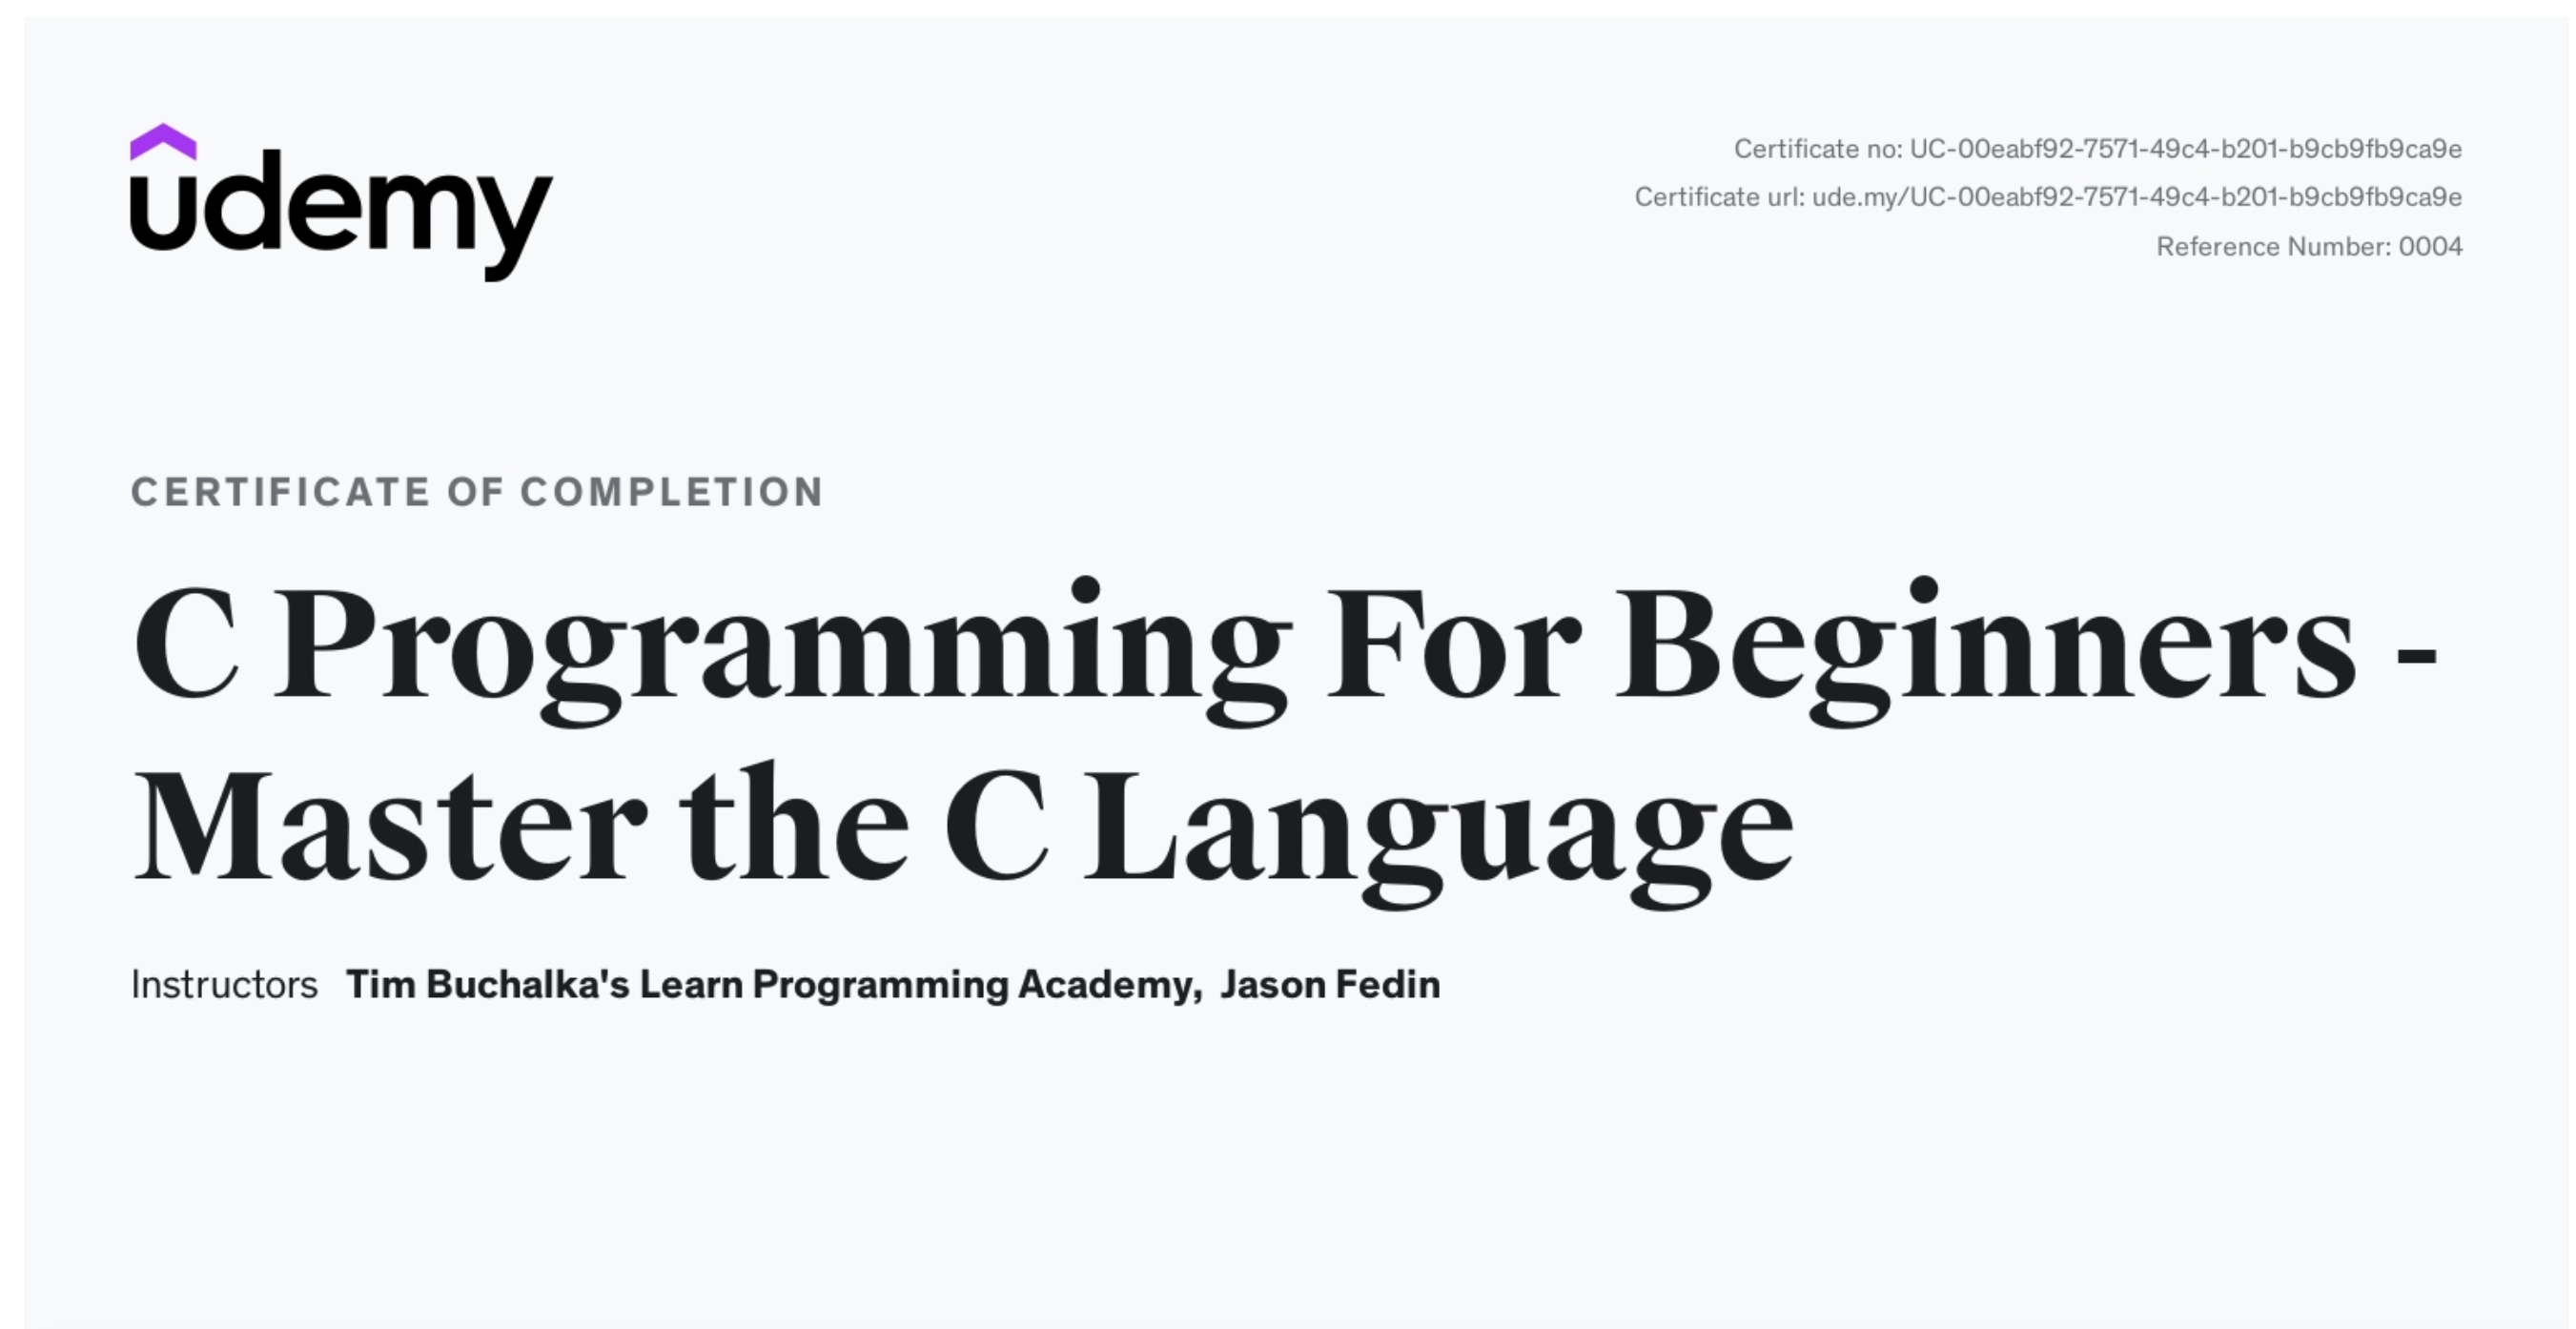 udemy
Certificate no: UC-00eabf92-7571-49c4-b201-b9cb9fb9ca9e
Certificate url: ude.my/UC-00eabf92-7571-49c4-b201-b9cb9fb9ca9e
Reference Number: 0004
CERTIFICATE OF COMPLETION
C Programming For Beginners -
Master the C Language
Instructors Tim Buchalka's Learn Programming Academy, Jason Fedin